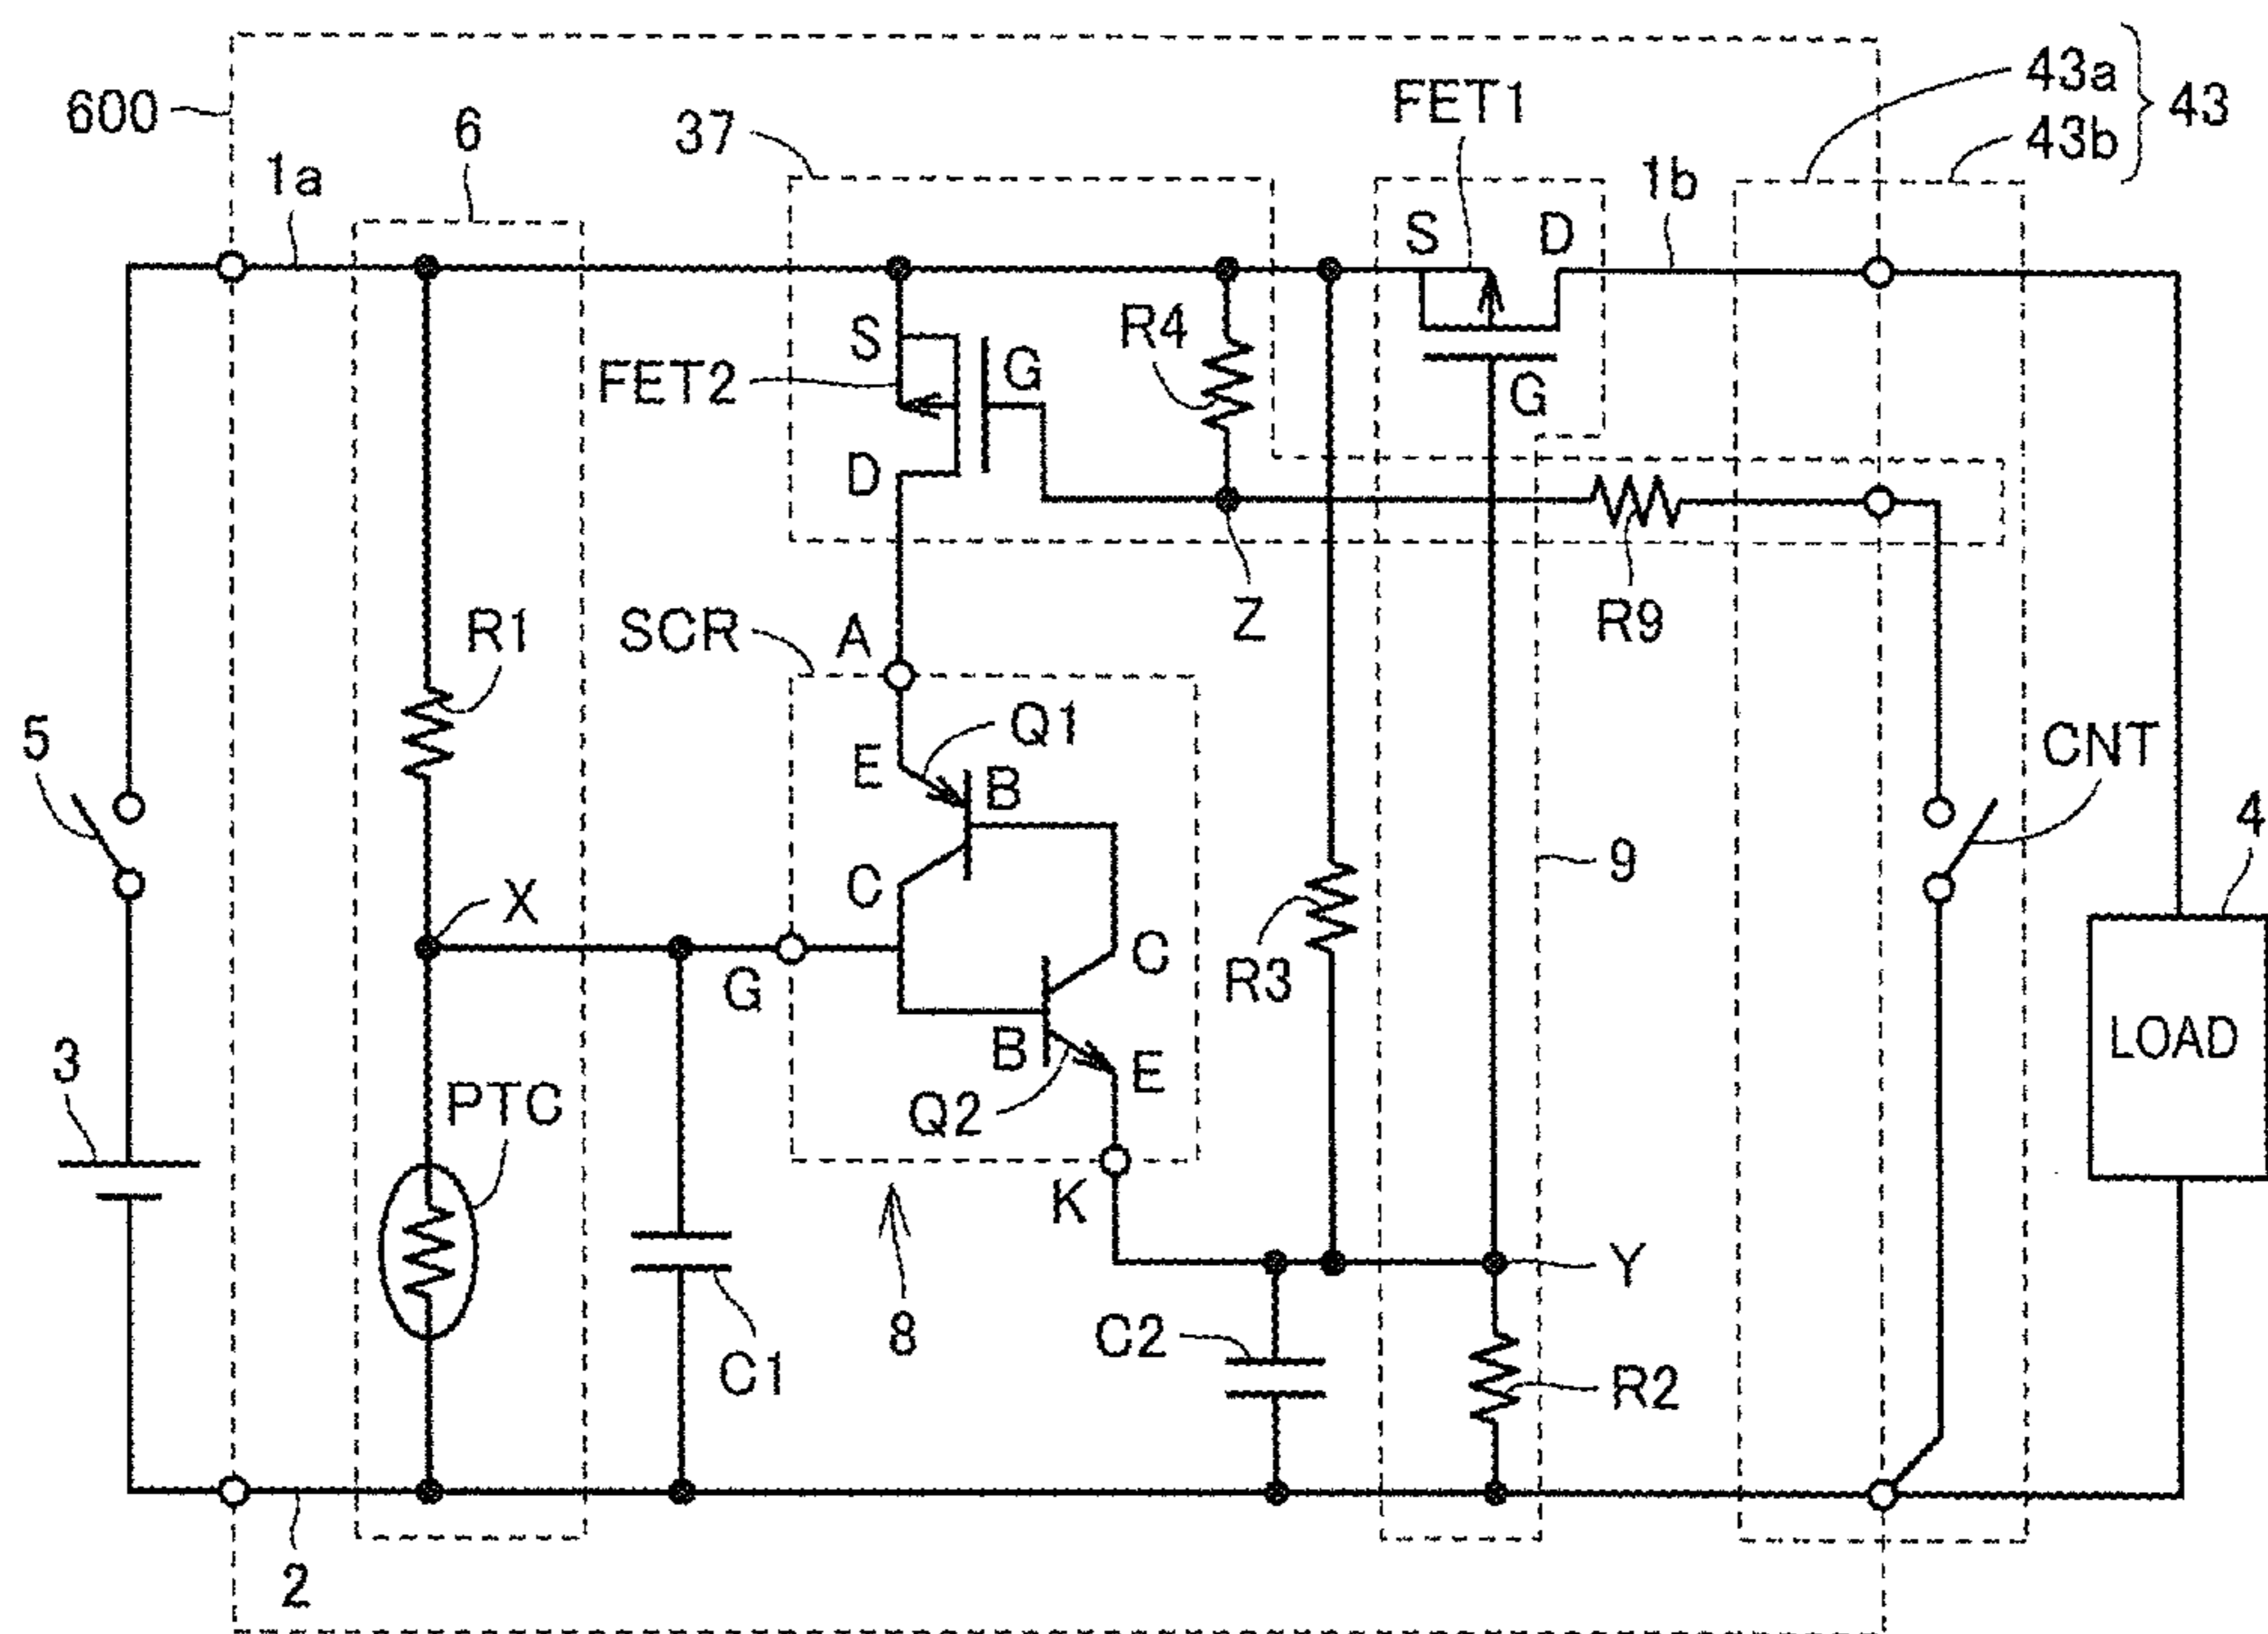 43a
43
600
FET1
6
37
43b
1a
1b
S
D
S
R4
FET2
G
G
D
R1
SCR
A
Z
R9
Q1
5
E
B
CNT
4
C
9
X
C
R3
G
LOAD
B
3
E
PTC
Q2
K
Y
8
C2
C1
R2
2